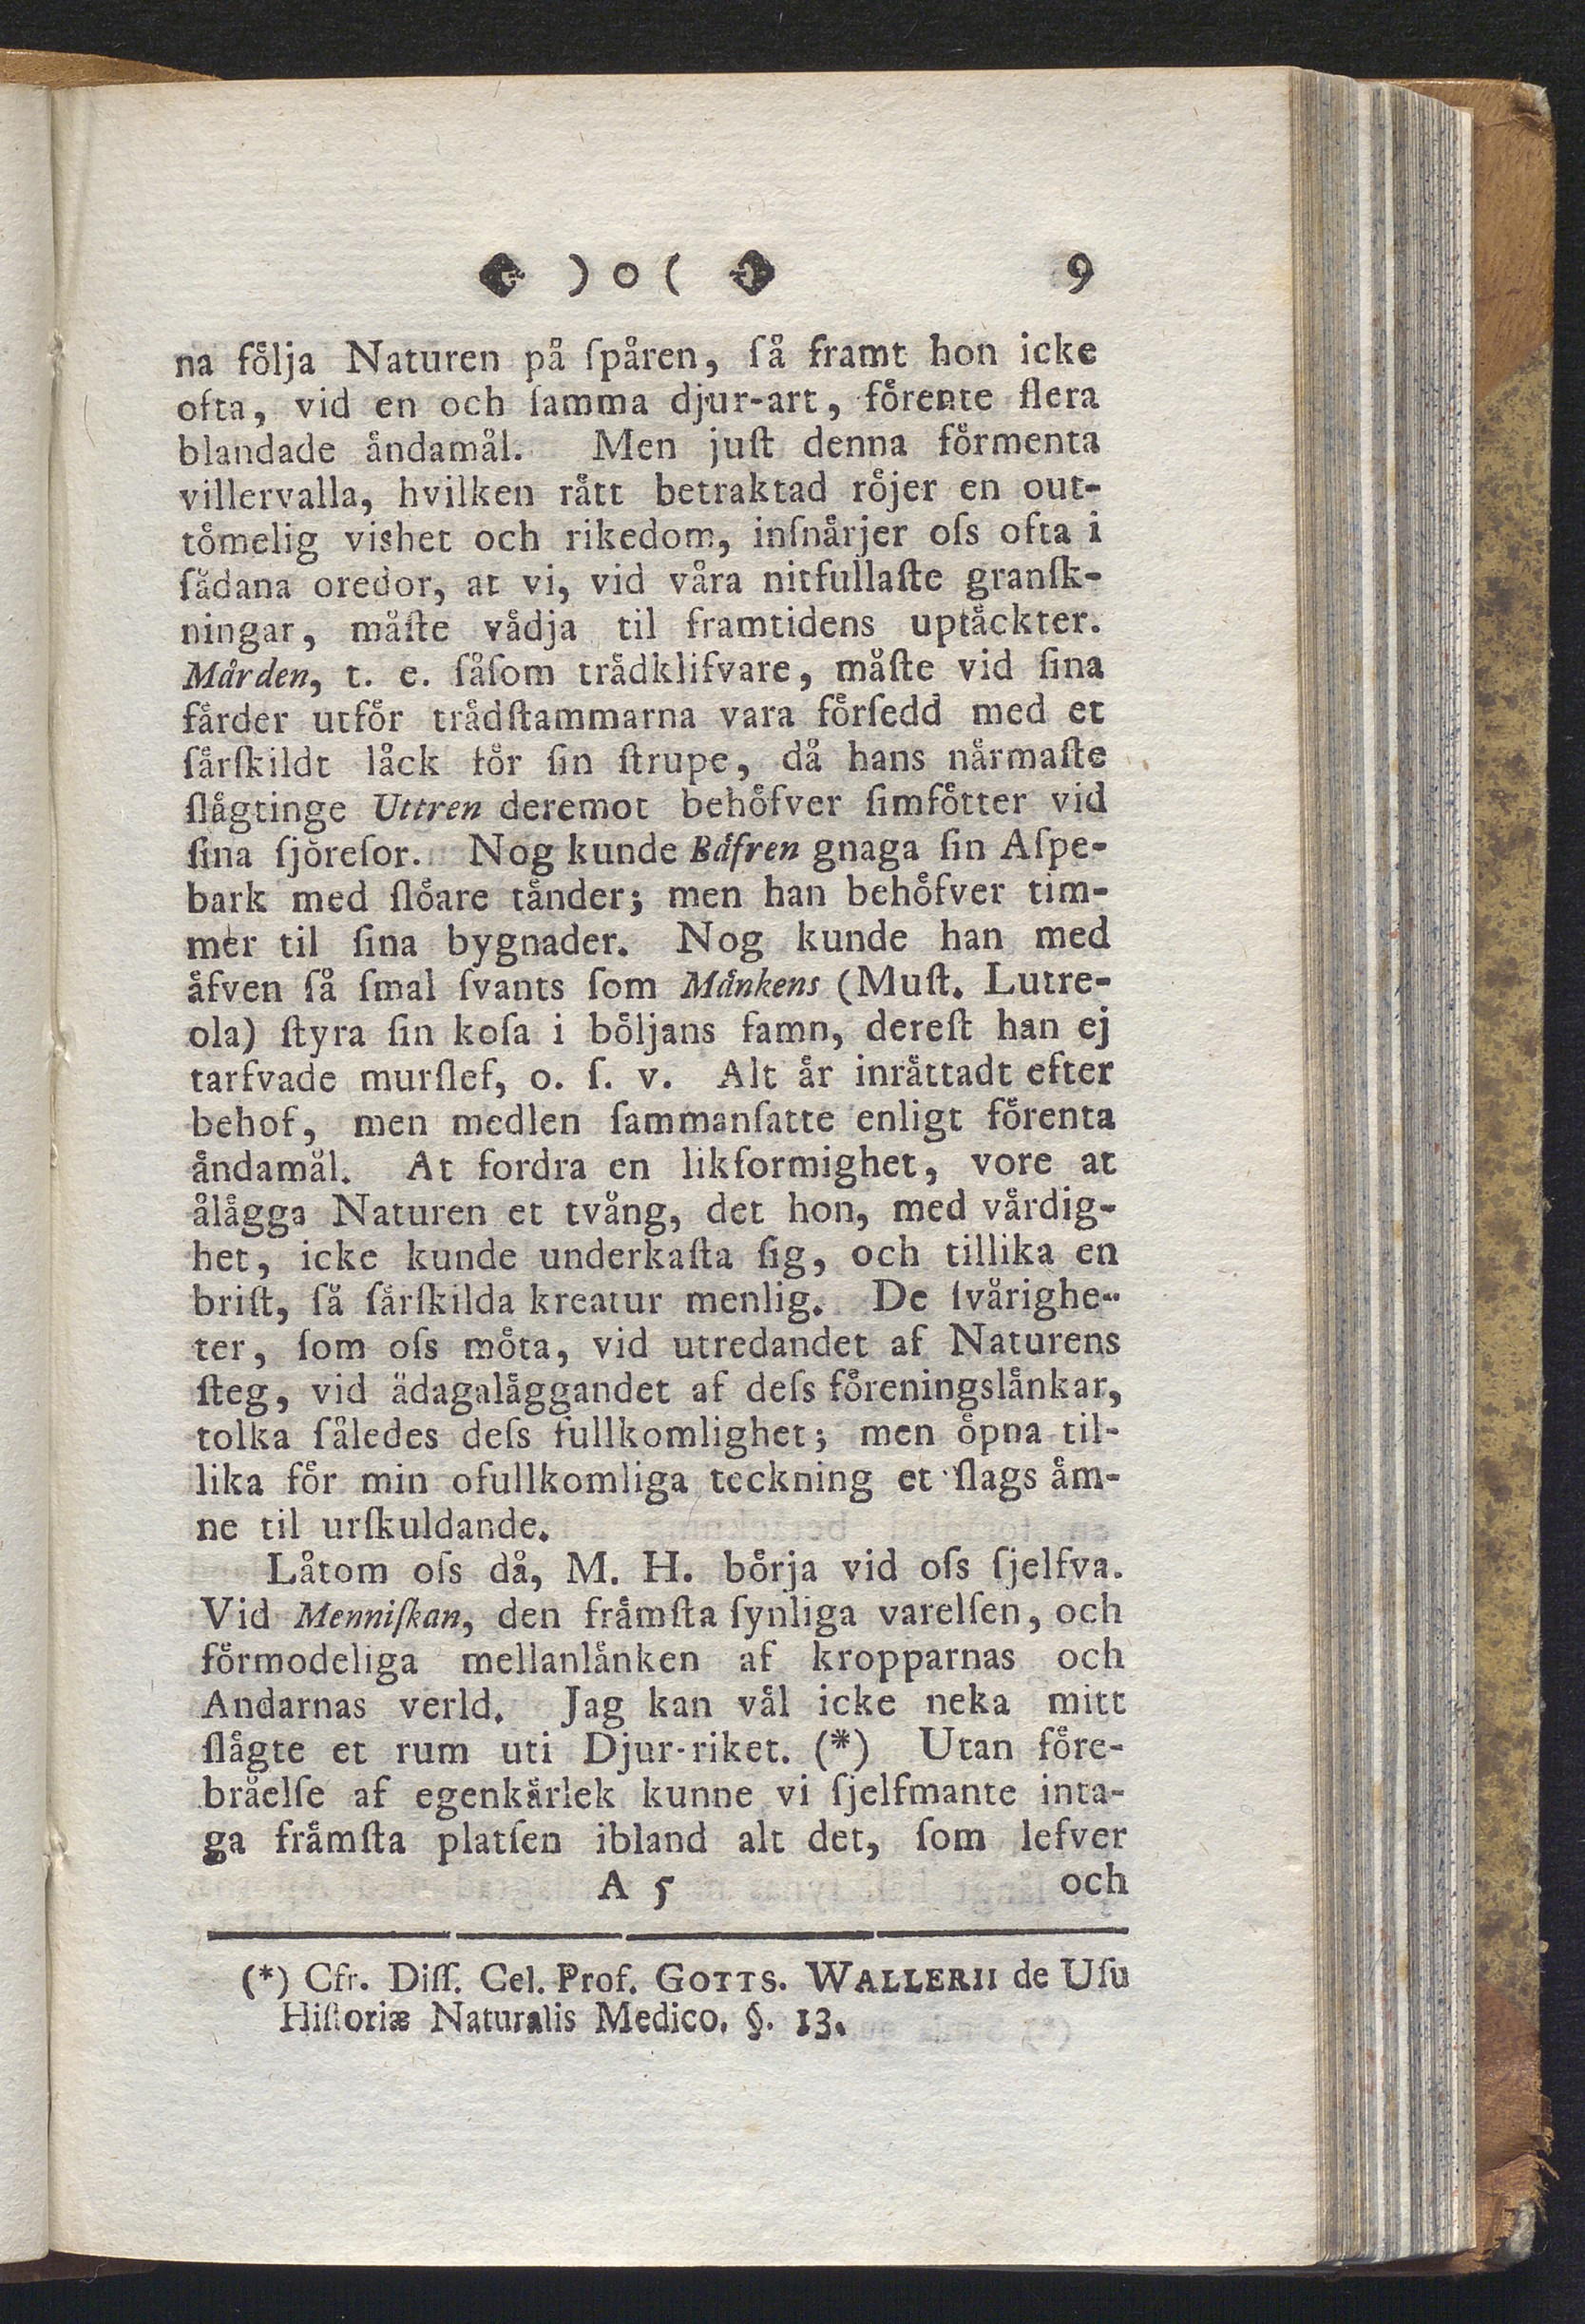 ) o ( 9
na följa Naturen på ſpåren, ſå framt hon icke
ofta, vid en och ſamma djur-art, förente flera
blandade åndamål. Men juſt denna förmenta
villervalla, hvilken rått betraktad röjer en out-
tömelig vishet och rikedom, inſnårjer oſs ofta i
ſådana oredor, at vi, vid våra nitfullaſte granſk-
ningar, måſte vådja til framtidens uptåckter.
Mården, t. e. ſåſom trådklifvare, måſte vid ſina
fårder utför trådſtammarna vara förſedd med et
ſårſkildt låck för ſin ſtrupe, då hans nårmaſte
ſlågtinge Uttren deremot behöfver ſimfötter vid
ſina ſjöreſor. Nog kunde Båfren gnaga ſin Aſpe-
bark med ſlöare tånder; men han behöfver tim-
mer til ſina bygnader. Nog kunde han med
åfven ſå ſmal ſvants ſom Månkens (Muſt. Lutre-
ola) ſtyra ſin koſa i böljans famn, dereſt han ej
tarfvade murſlef, o. ſ. v. Alt år inråttadt efter
behof, men medlen ſammanſatte enligt förenta
åndamål. At fordra en likformighet, vore at
ålågga Naturen et tvång, det hon, med vårdig-
het, icke kunde underkaſta ſig, och tillika en
briſt, ſå ſårſkilda kreatur menlig. De ſvårighe-
ter, ſom oſs möta, vid utredandet af Naturens
ſteg, vid ädagalåggandet af deſs föreningslånkar,
tolka ſåledes deſs fullkomlighet; men öpna til-
lika för min ofullkomliga teckning et ſlags åm-
ne til urſkuldande.
Låtom oſs då, M. H. börja vid oſs ſjelfva.
Vid Menniſkan, den fråmſta ſynliga varelſen, och
förmodeliga mellanlånken af kropparnas och
Andarnas verld. Jag kan vål icke neka mitt
ſlågte et rum uti Djur-riket. (*) Utan före-
bråelſe af egenkårlek kunne vi ſjelfmante inta-
ga fråmſta platſen ibland alt det, ſom lefver
A 5 och
(*) Cfr. Diſſ. Cel. Prof. GOTTS. WALLERII de Uſu
Hiſtoriæ Naturalis Medico. §. 13.